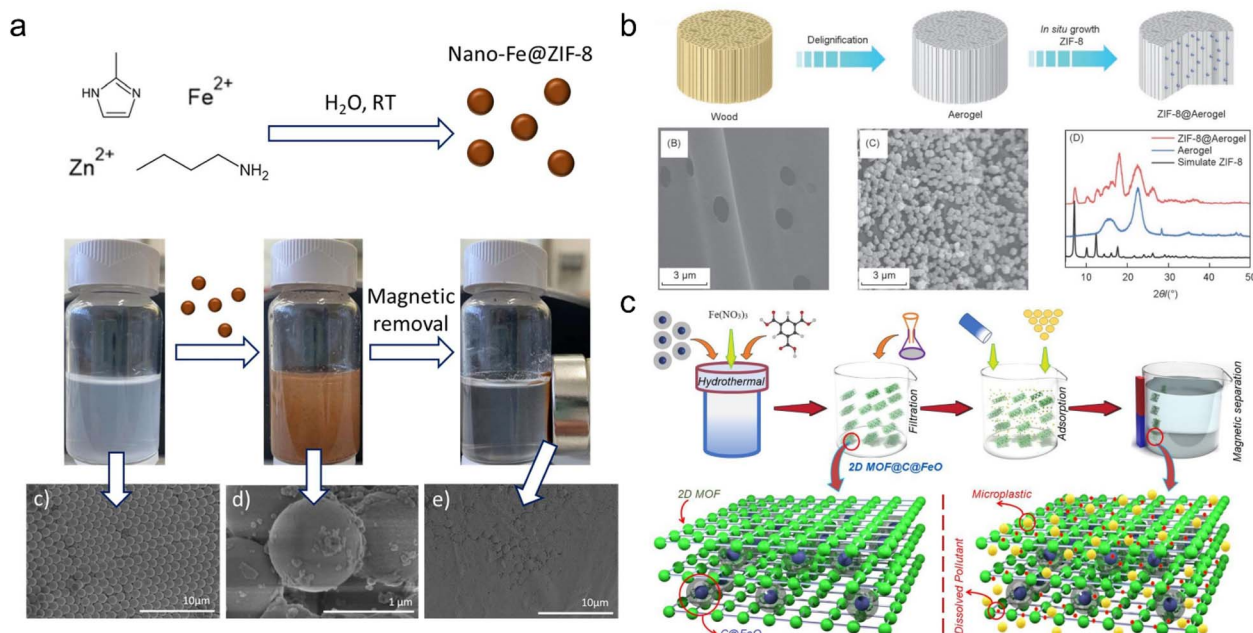 a
HN
N
Fe2+
Zn2+
NH2
H2O, RT
Nano-Fe@ZIF-8
Magnetic
removal
c)
10μm
d)
1 μm
e)
10μm
b
Wood
Delignification
Aerogel
In situ growth
ZIF-8
ZIF-8@Aerogel
(B)
3 μm
(C)
3 μm
(D)
ZIF-8@Aerogel
Aerogel
Simulate ZIF-8
10 20 30 40 50
2θ/(°)
c
Fe(NO3)3
Hydrothermal
Filtration
Adsorption
Magnetic separation
2D MOF@C@FeO
2D MOF
C@FeO
Microplastic
Dissolved Pollutant